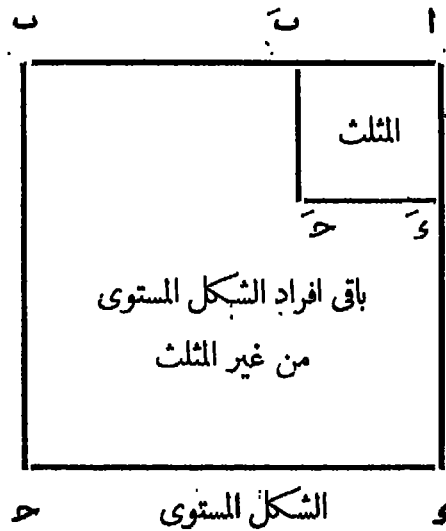 ا بَ ب
المثلث
ءَ حَ
باقى افراد الشكل المستوى
من غير المثلث
ء الشكل المستوى ح